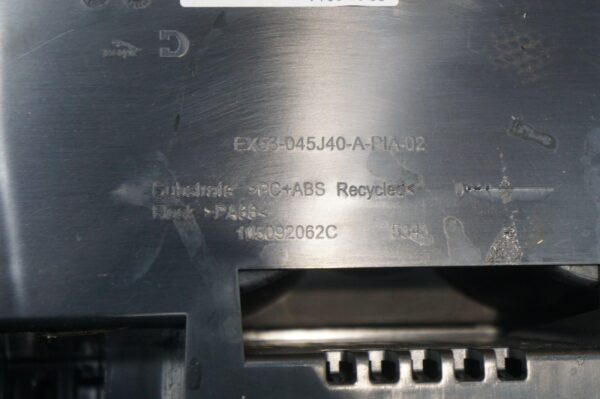 EX53-045J40-A-PIA-02
Substrate >PC+ABS Recycled<
Flock >PA66<
105092062C